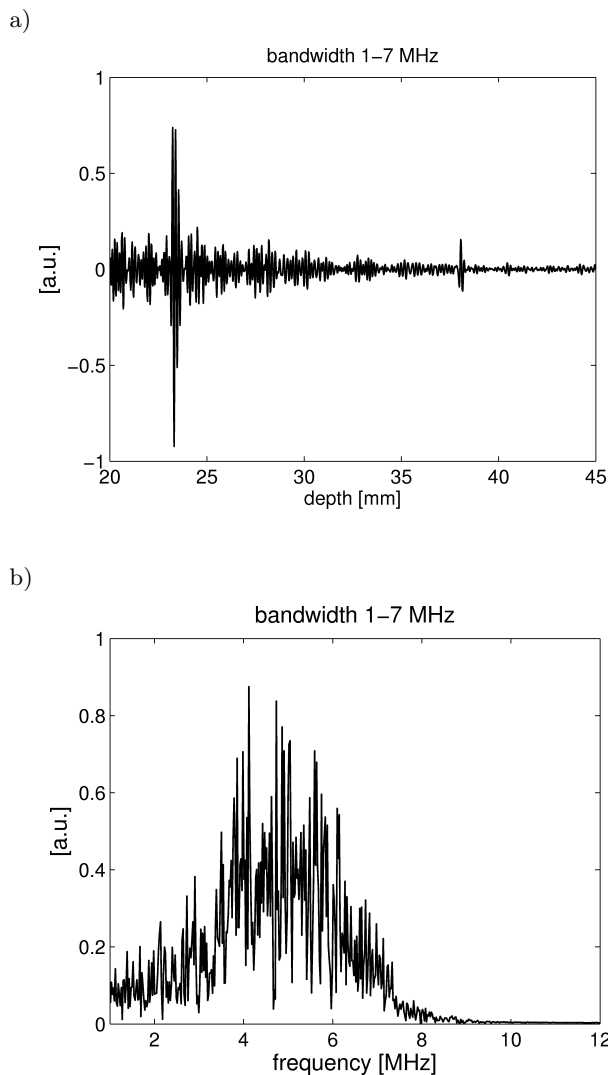 a)
bandwidth 1−7 MHz
1
0.5
0
−0.5
−1
[a.u.]
20 25 30 35 40 45
depth [mm]
b)
bandwidth 1−7 MHz
1
0.8
0.6
0.4
0.2
0
[a.u.]
2 4 6 8 10 12
frequency [MHz]